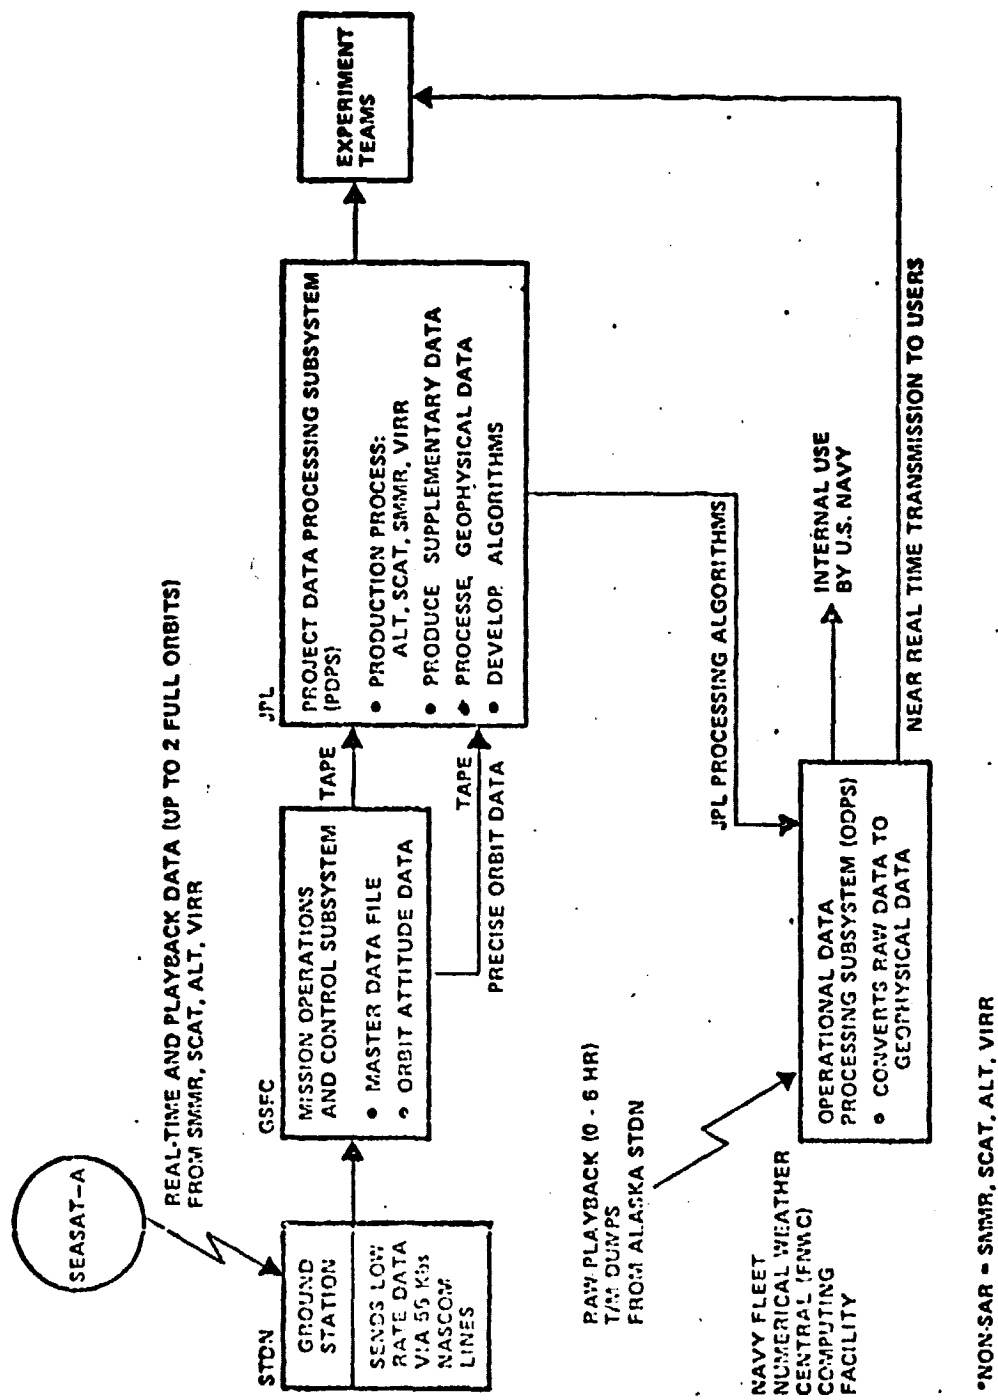 SEASAT-A
REAL-TIME AND PLAYBACK DATA (UP TO 2 FULL ORBITS)
FROM SMMR, SCAT, ALT, VIRR
STDN
GROUND
STATION
SENDS LOW
RATE DATA
VIA 56 Kbs
NASCOM
LINES
GSFC
MISSION OPERATIONS
AND CONTROL SUBSYSTEM
• MASTER DATA FILE
• ORBIT ATTITUDE DATA
TAPE
TAPE
PRECISE ORBIT DATA
JPL
PROJECT DATA PROCESSING SUBSYSTEM
(PDPS)
• PRODUCTION PROCESS:
ALT, SCAT, SMMR, VIRR
• PRODUCE SUPPLEMENTARY DATA
• PROCESSE GEOPHYSICAL DATA
• DEVELOP ALGORITHMS
EXPERIMENT
TEAMS
JPL PROCESSING ALGORITHMS
RAW PLAYBACK (0 - 6 HR)
T/M DUMPS
FROM ALASKA STDN
NAVY FLEET
NUMERICAL WEATHER
CENTRAL (FNWC)
COMPUTING
FACILITY
OPERATIONAL DATA
PROCESSING SUBSYSTEM (ODPS)
• CONVERTS RAW DATA TO
GEOPHYSICAL DATA
INTERNAL USE
BY U.S. NAVY
NEAR REAL TIME TRANSMISSION TO USERS
*NON-SAR = SMMR, SCAT, ALT, VIRR